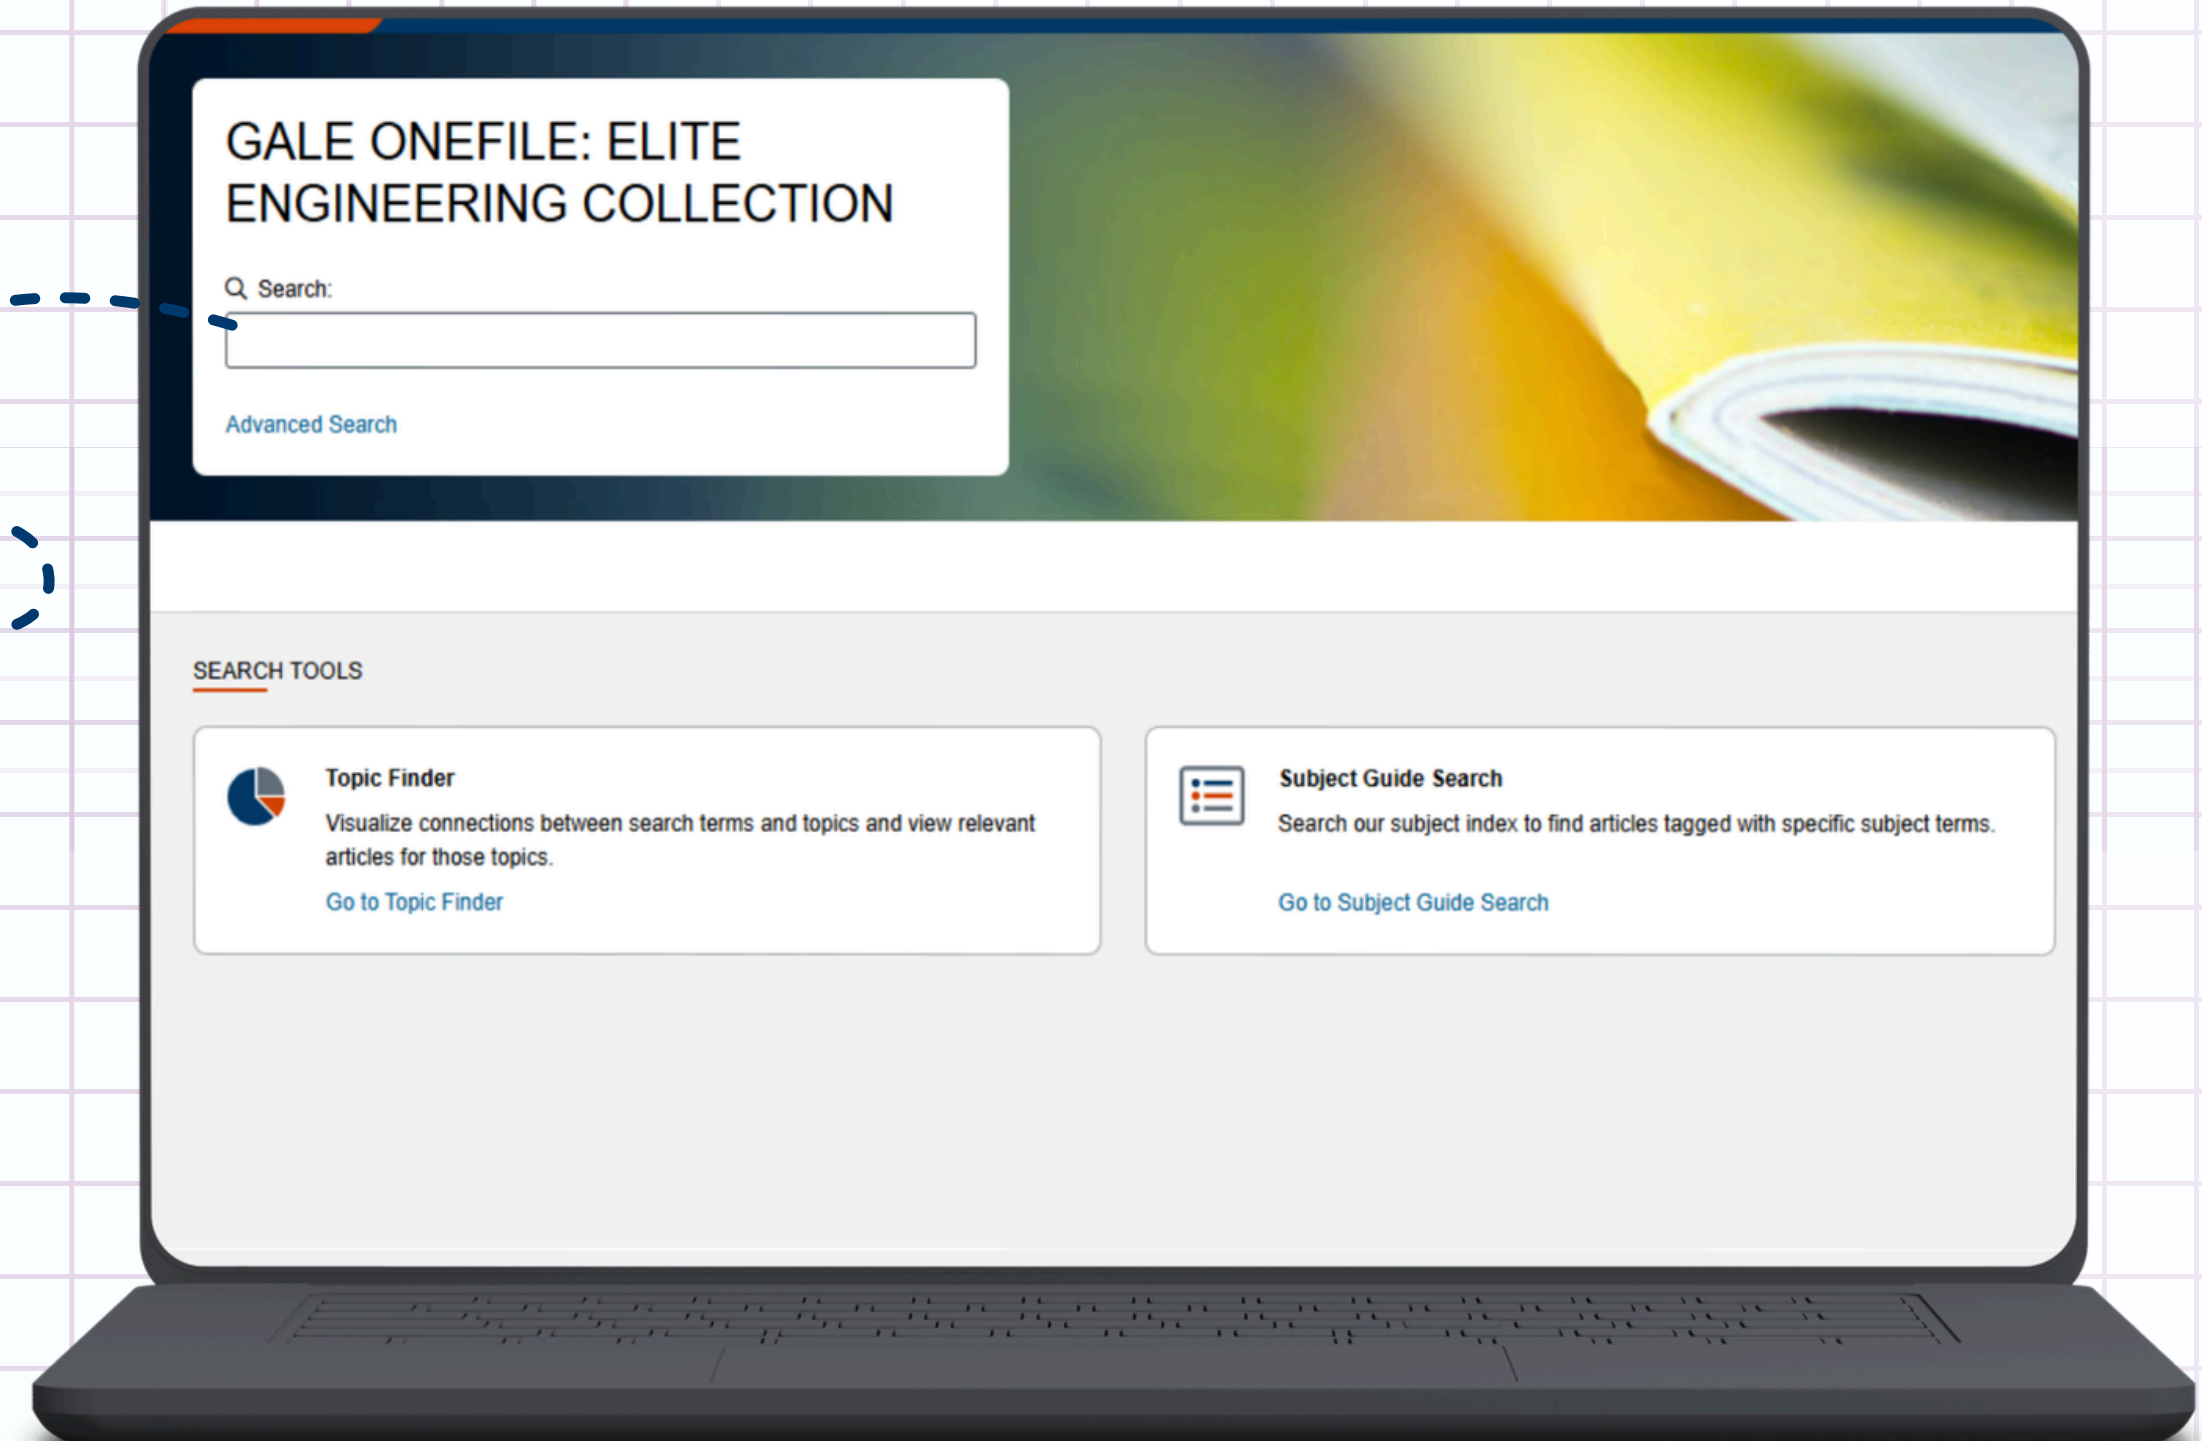 GALE ONEFILE: ELITE
ENGINEERING COLLECTION
Search:
Advanced Search
SEARCH TOOLS
Topic Finder
Visualize connections between search terms and topics and view relevant
articles for those topics.
Go to Topic Finder
Subject Guide Search
Search our subject index to find articles tagged with specific subject terms.
Go to Subject Guide Search